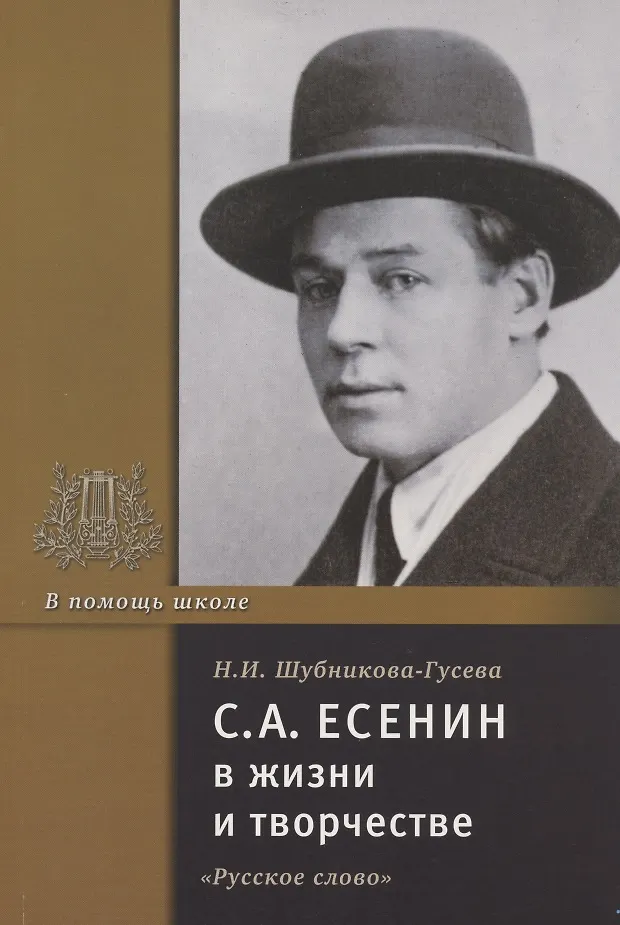 В помощь школе
Н.И. Шубникова-Гусева
С.А. ЕСЕНИН
в жизни
и творчестве
«Русское слово»